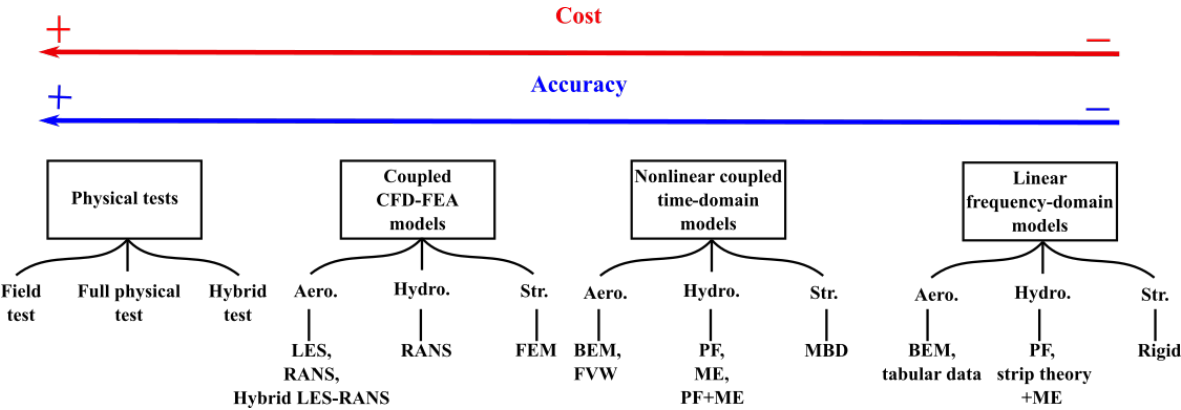 Cost
+ −
Accuracy
+ −
Physical tests
Coupled
CFD-FEA
models
Nonlinear coupled
time-domain
models
Linear
frequency-domain
models
Field
test
Full physical
test
Hybrid
test
Aero.
Hydro.
Str.
LES,
RANS,
Hybrid LES-RANS
RANS
FEM
Aero.
Hydro.
Str.
BEM,
FVW
PF,
ME,
PF+ME
MBD
Aero.
Hydro.
Str.
BEM,
tabular data
PF,
strip theory
+ME
Rigid